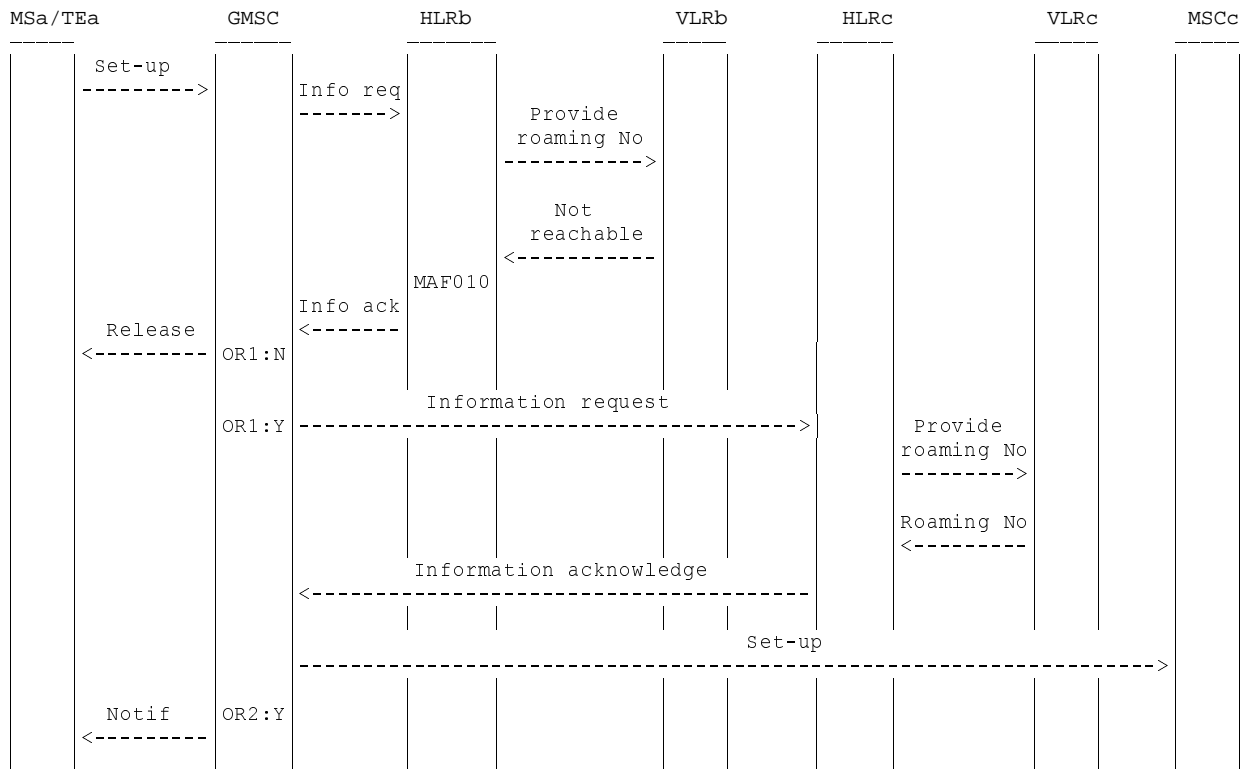 MSa/TEa GMSC HLRb VLRb HLRc VLRc MSCc
Set-up
Info req
Provide
roaming No
Not
reachable
MAF010
Info ack
Release
OR1:N
Information request
OR1:Y
Provide
roaming No
Roaming No
Information acknowledge
Set-up
Notif OR2:Y